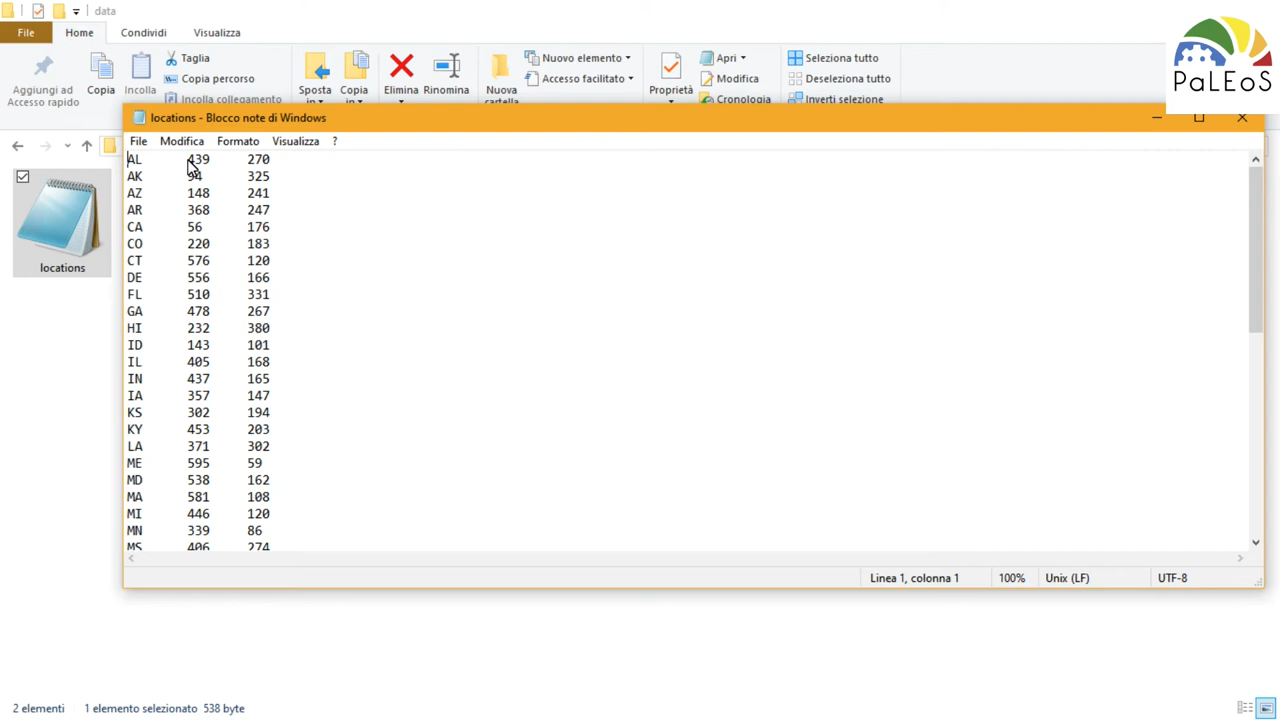 data
File Home Condividi Visualizza
Aggiungi ad
Accesso rapido
Copia
Incolla
Taglia
Copia percorso
Incolla collegamento
Sposta
in
Copia
in
Elimina
Rinomina
Nuova
cartella
Nuovo elemento
Accesso facilitato
Proprietà
Apri
Modifica
Cronologia
Seleziona tutto
Deseleziona tutto
Inverti selezione
PaLEoS
locations - Blocco note di Windows
File Modifica Formato Visualizza ?
AL 439 270
AK 94 325
AZ 148 241
AR 368 247
CA 56 176
CO 220 183
CT 576 120
DE 556 166
FL 510 331
GA 478 267
HI 232 380
ID 143 101
IL 405 168
IN 437 165
IA 357 147
KS 302 194
KY 453 203
LA 371 302
ME 595 59
MD 538 162
MA 581 108
MI 446 120
MN 339 86
MS 406 274
locations
Linea 1, colonna 1 100% Unix (LF) UTF-8
2 elementi 1 elemento selezionato 538 byte